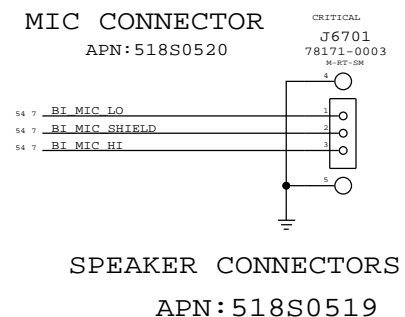 MIC CONNECTOR
APN:518S0520
CRITICAL
J6701
78171-0003
M-RT-SM
4
54 7 BI_MIC_LO 1
54 7 BI_MIC_SHIELD 2
54 7 BI_MIC_HI 3
5
SPEAKER CONNECTORS
APN:518S0519